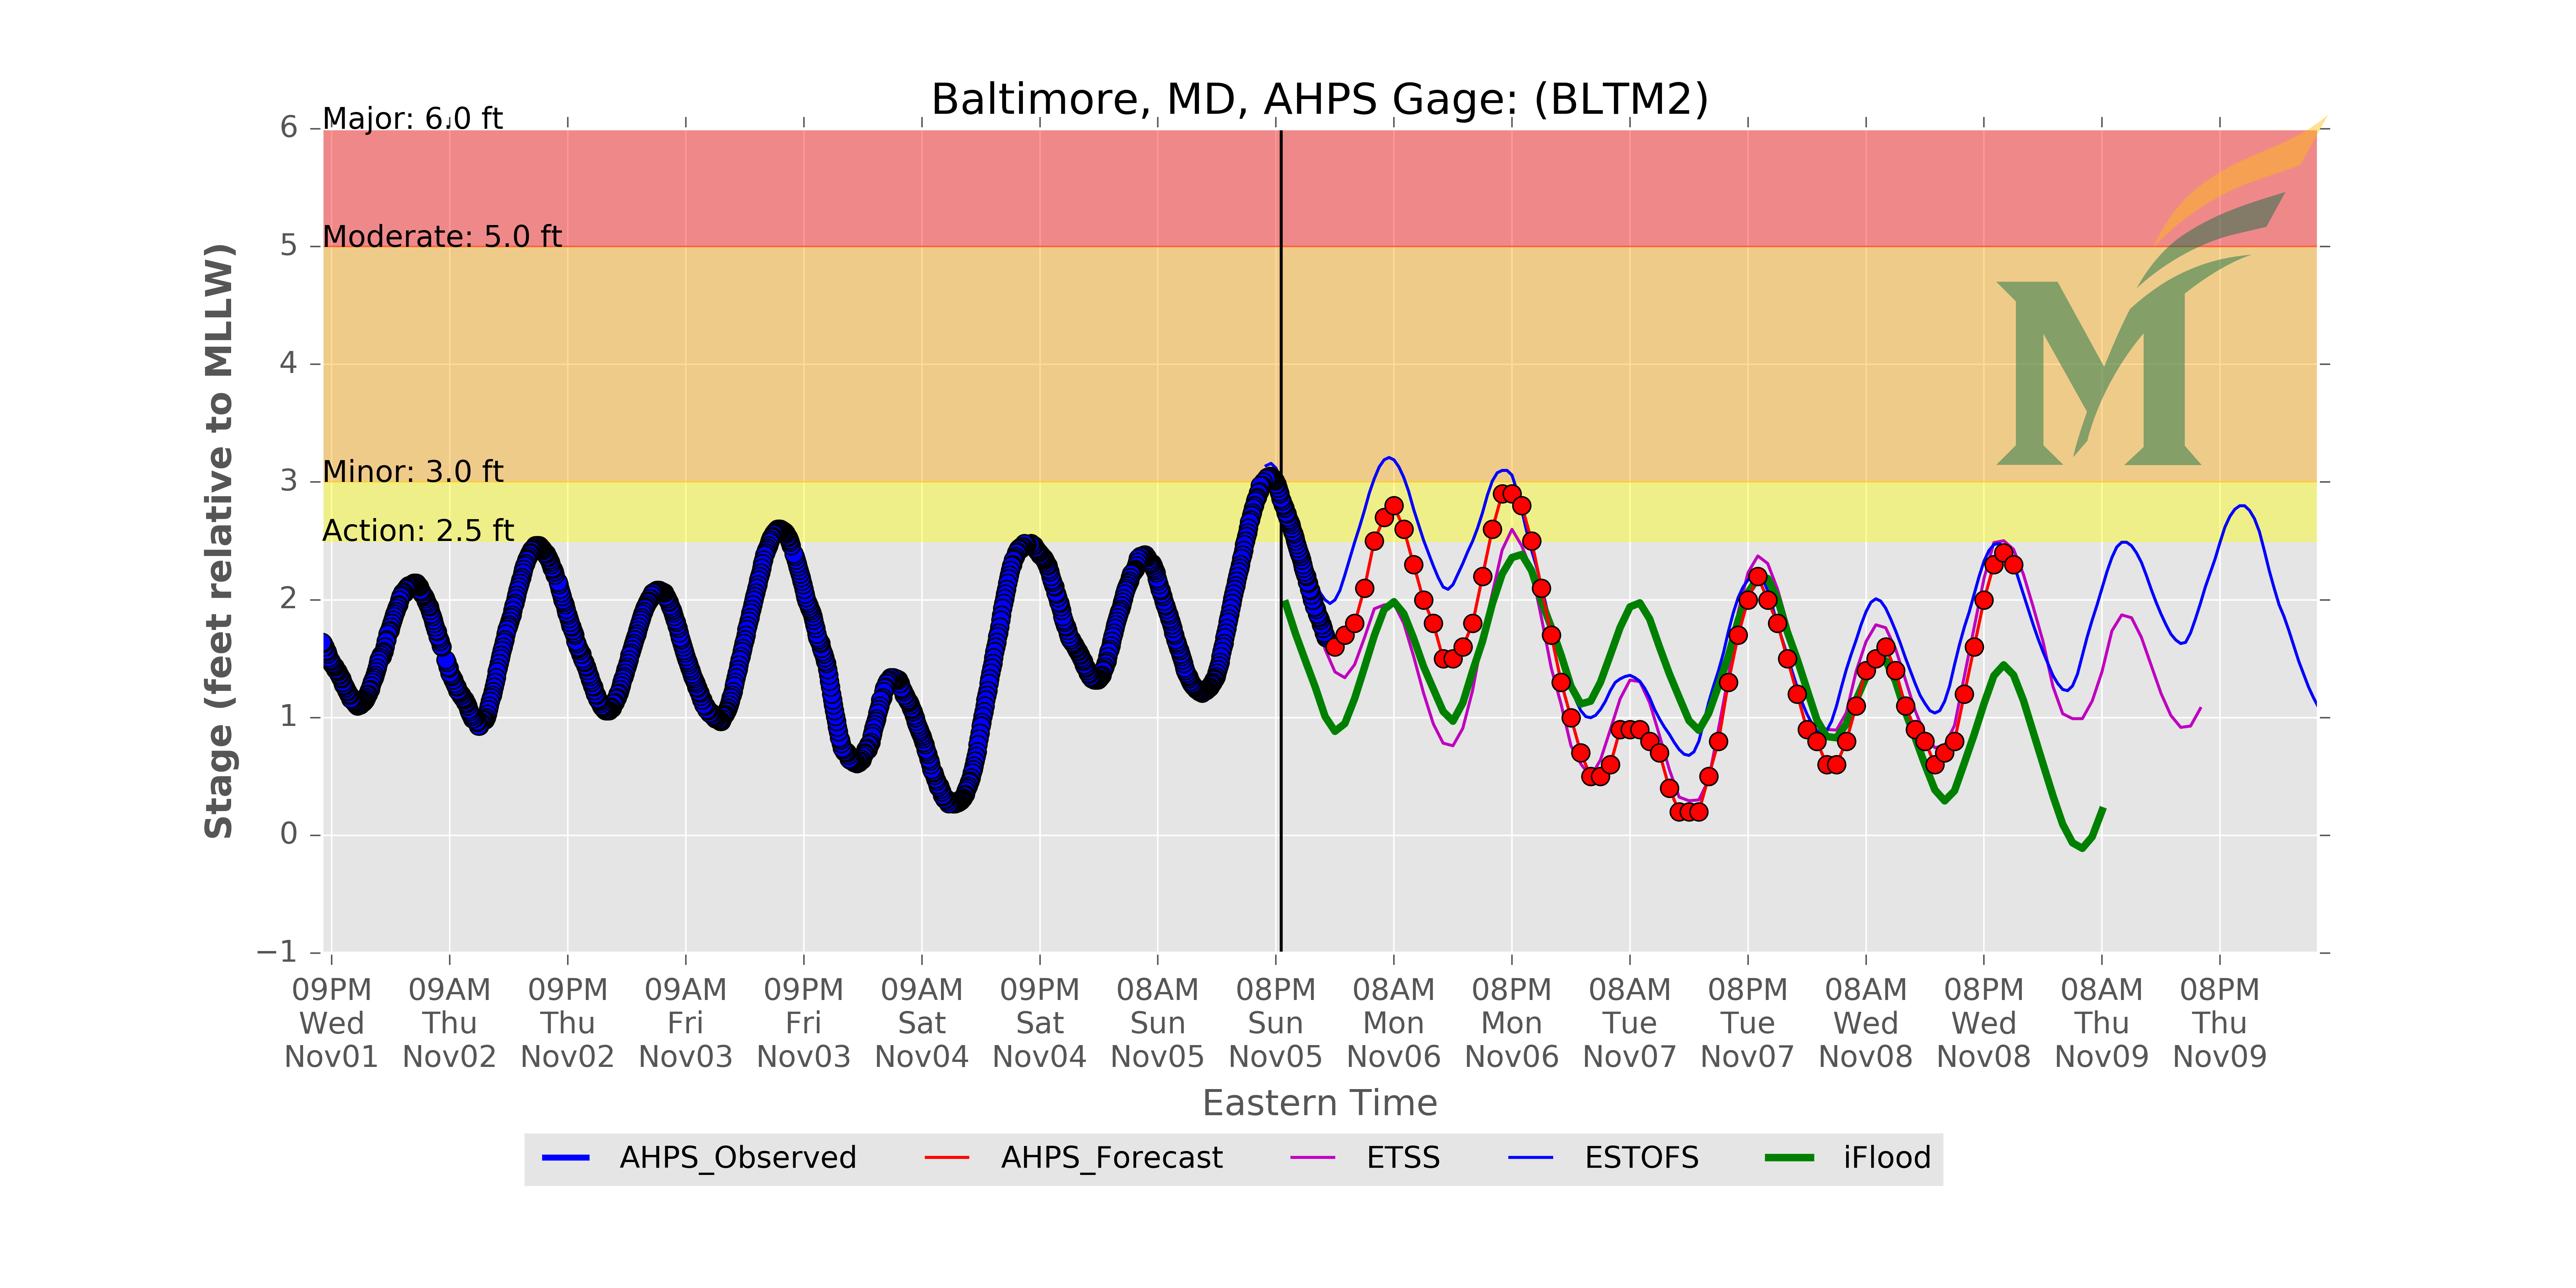 Baltimore, MD, AHPS Gage: (BLTM2)
Stage (feet relative to MLLW)
6
5
4
3
2
1
0
−1
Major: 6.0 ft
Moderate: 5.0 ft
Minor: 3.0 ft
Action: 2.5 ft
M
09PM 09AM 09PM 09AM 09PM 09AM 09PM 08AM 08PM 08AM 08PM 08AM 08PM 08AM 08PM 08AM 08PM
Wed Thu Thu Fri Fri Sat Sat Sun Sun Mon Mon Tue Tue Wed Wed Thu Thu
Nov01 Nov02 Nov02 Nov03 Nov03 Nov04 Nov04 Nov05 Nov05 Nov06 Nov06 Nov07 Nov07 Nov08 Nov08 Nov09 Nov09
Eastern Time
AHPS_Observed AHPS_Forecast ETSS ESTOFS iFlood